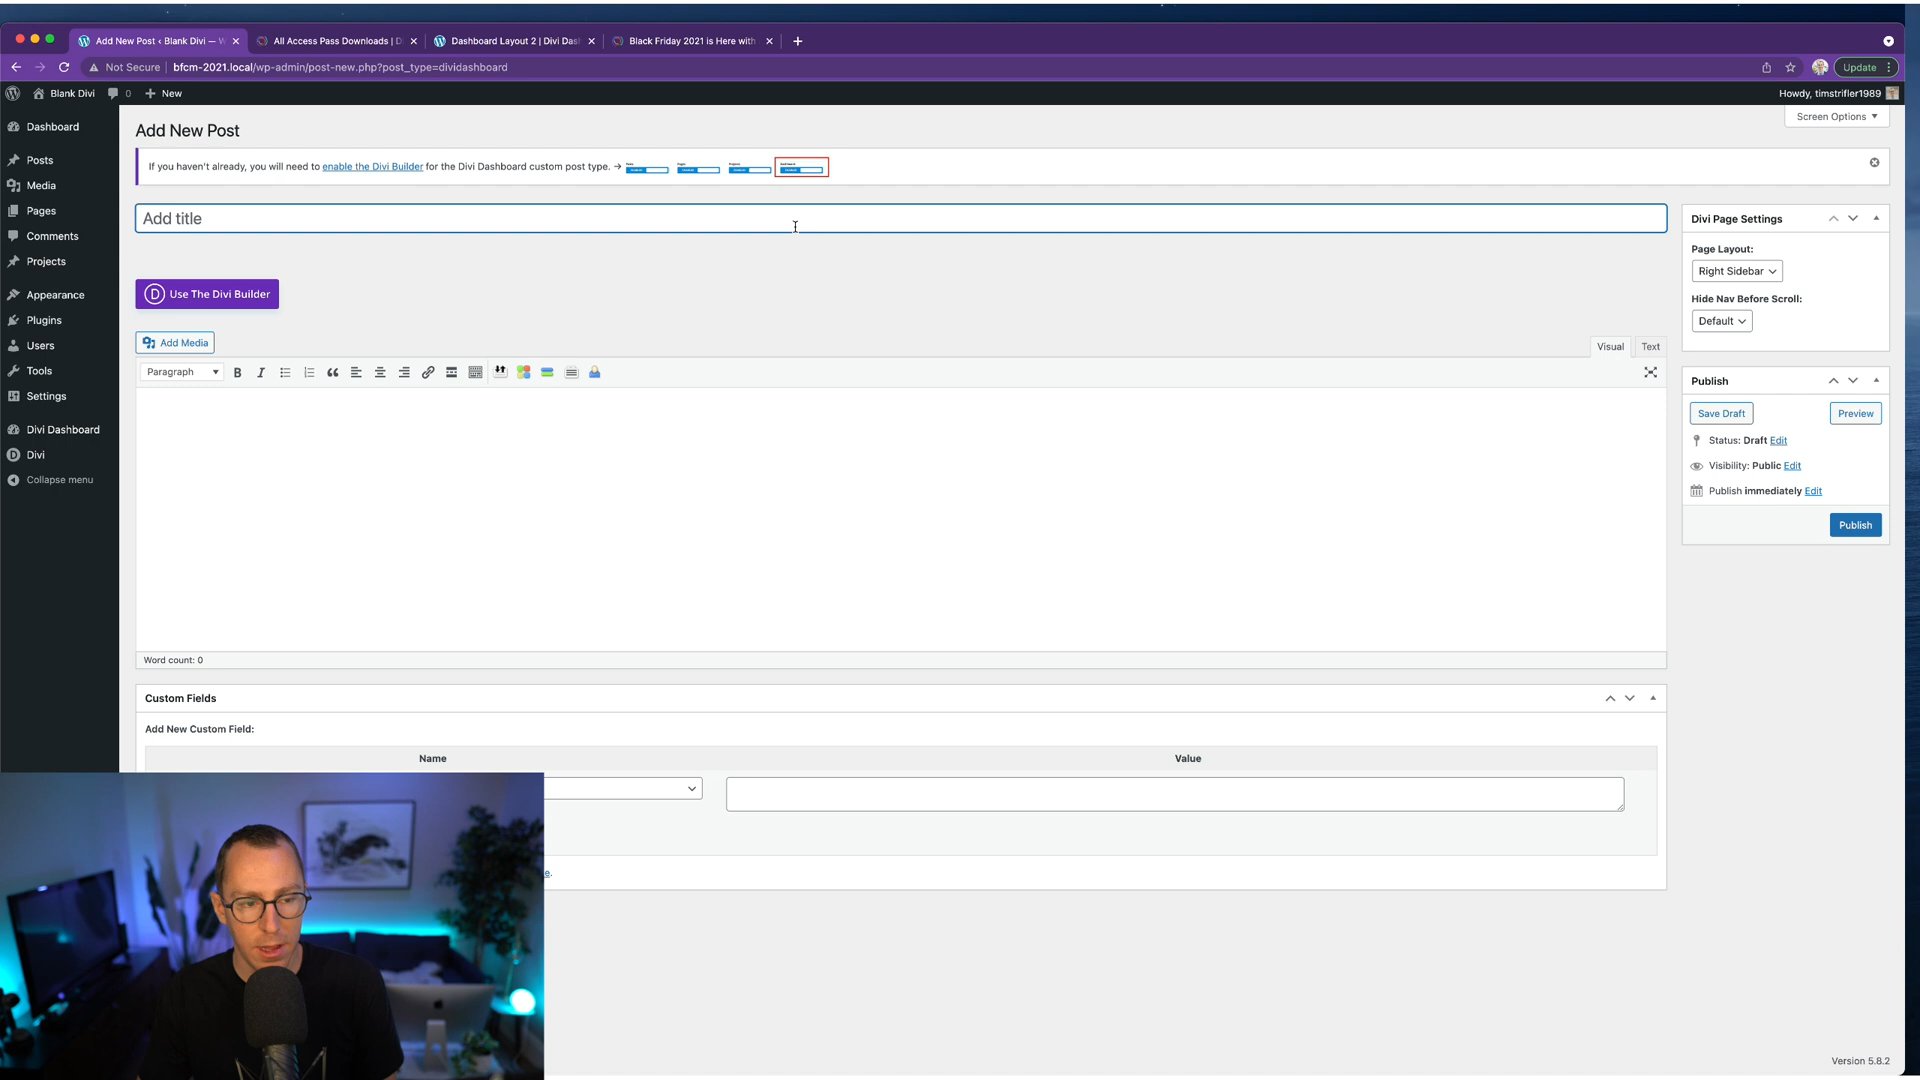 Add New Post ‹ Blank Divi — W
All Access Pass Downloads | D
Dashboard Layout 2 | Divi Das
Black Friday 2021 is Here with
Not Secure | bfcm-2021.local/wp-admin/post-new.php?post_type=dividashboard
Update
Blank Divi
0
New
Howdy, timstrifler1989
Dashboard
Posts
Media
Pages
Comments
Projects
Appearance
Plugins
Users
Tools
Settings
Divi Dashboard
Divi
Collapse menu
Screen Options
Add New Post
If you haven't already, you will need to enable the Divi Builder for the Divi Dashboard custom post type. →
Add title
Use The Divi Builder
Add Media
Visual
Text
Paragraph
Word count: 0
Custom Fields
Add New Custom Field:
Name
Value
e.
Divi Page Settings
Page Layout:
Right Sidebar
Hide Nav Before Scroll:
Default
Publish
Save Draft
Preview
Status: Draft Edit
Visibility: Public Edit
Publish immediately Edit
Publish
Version 5.8.2